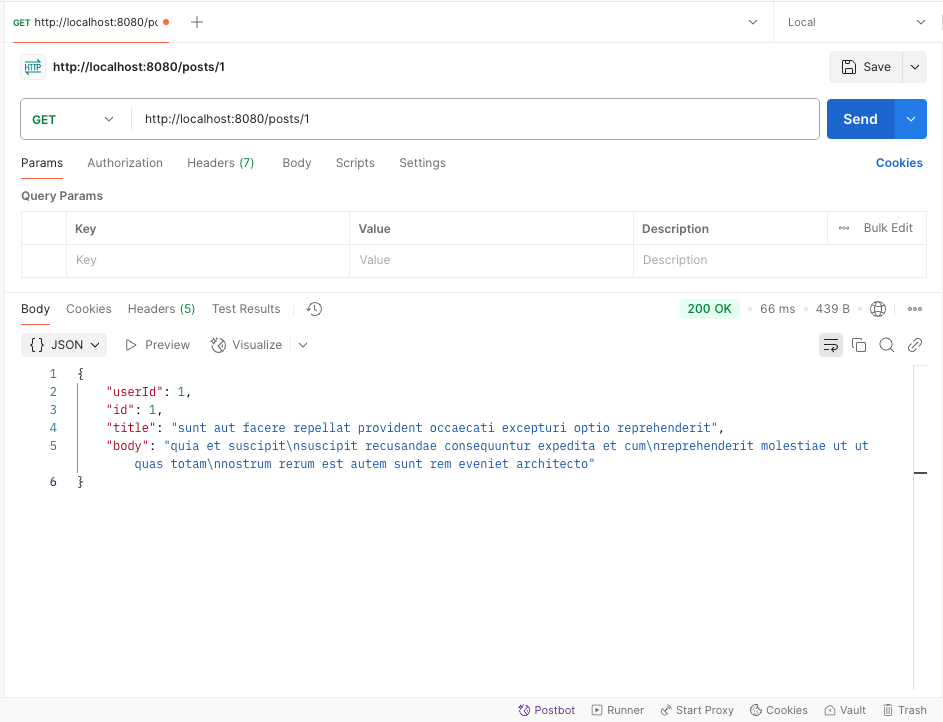 GET http://localhost:8080/po
Local
HTTP http://localhost:8080/posts/1
Save
GET http://localhost:8080/posts/1
Send
Params Authorization Headers (7) Body Scripts Settings Cookies
Query Params
Key Value Description Bulk Edit
Key Value Description
Body Cookies Headers (5) Test Results 200 OK • 66 ms • 439 B •
{} JSON Preview Visualize
1 {
2 "userId": 1,
3 "id": 1,
4 "title": "sunt aut facere repellat provident occaecati excepturi optio reprehenderit",
5 "body": "quia et suscipit\nsuscipit recusandae consequuntur expedita et cum\nreprehenderit molestiae ut ut
quas totam\nnostrum rerum est autem sunt rem eveniet architecto"
6 }
Postbot Runner Start Proxy Cookies Vault Trash